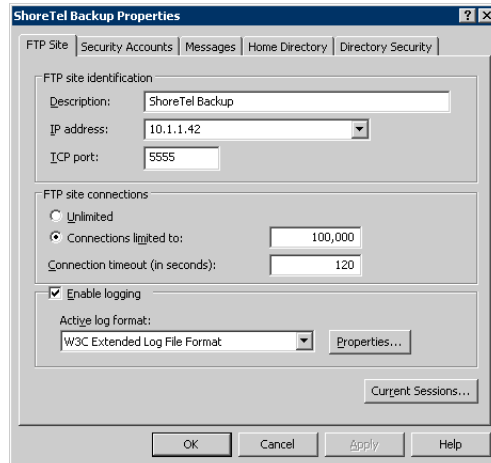 ShoreTel Backup Properties
FTP Site Security Accounts Messages Home Directory Directory Security
FTP site identification
Description: ShoreTel Backup
IP address: 10.1.1.42
TCP port: 5555
FTP site connections
Unlimited
Connections limited to: 100,000
Connection timeout (in seconds): 120
Enable logging
Active log format:
W3C Extended Log File Format Properties...
Current Sessions...
OK Cancel Apply Help